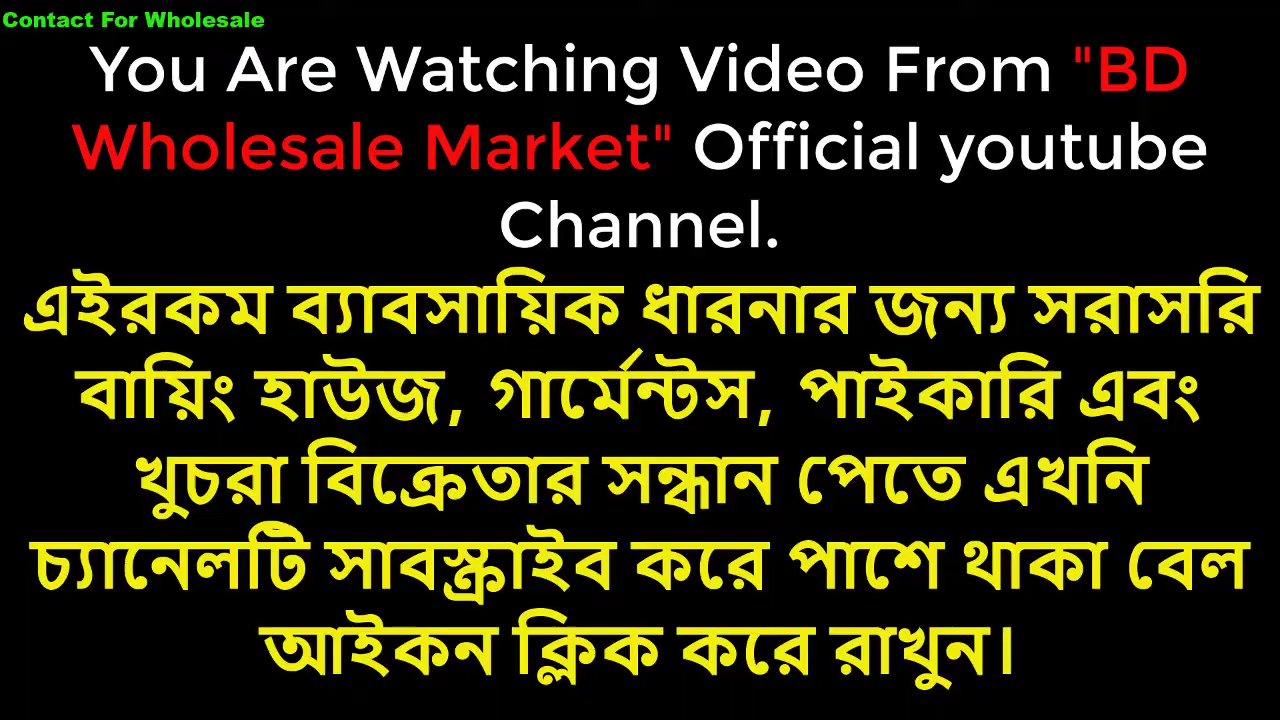 Contact For Wholesale
You Are Watching Video From "BD
Wholesale Market" Official youtube
Channel.
এইরকম ব্যাবসায়িক ধারনার জন্য সরাসরি
বায়িং হাউজ, গার্মেন্টস, পাইকারি এবং
খুচরা বিক্রেতার সন্ধান পেতে এখনি
চ্যানেলটি সাবস্ক্রাইব করে পাশে থাকা বেল
আইকন ক্লিক করে রাখুন।